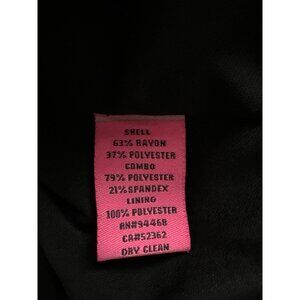 SHELL
63% RAYON
37% POLYESTER
COMBO
79% POLYESTER
21% SPANDEX
LINING
100% POLYESTER
RN#94468
CA#52362
DRY CLEAN